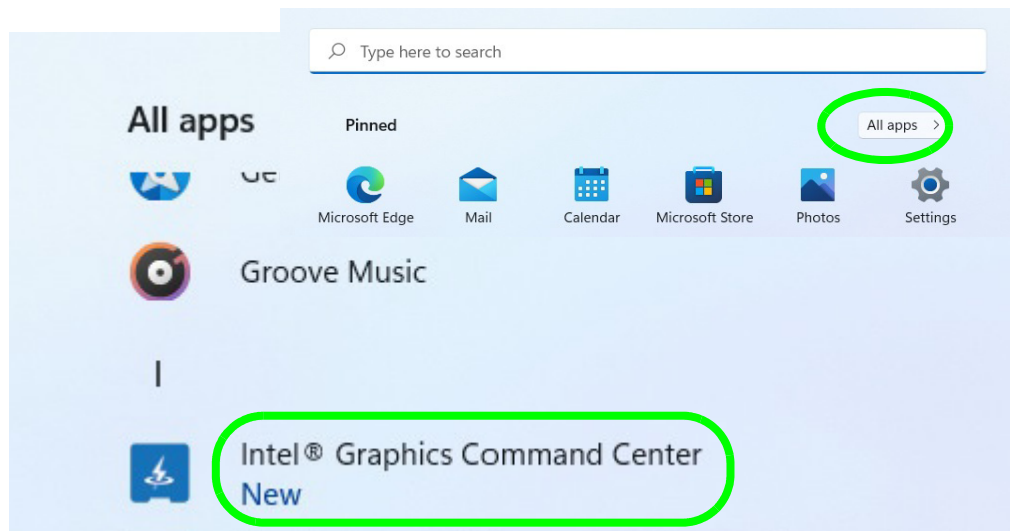 Type here to search
All apps
Pinned
All apps
Ge
Microsoft Edge
Mail
Calendar
Microsoft Store
Photos
Settings
Groove Music
I
Intel® Graphics Command Center
New